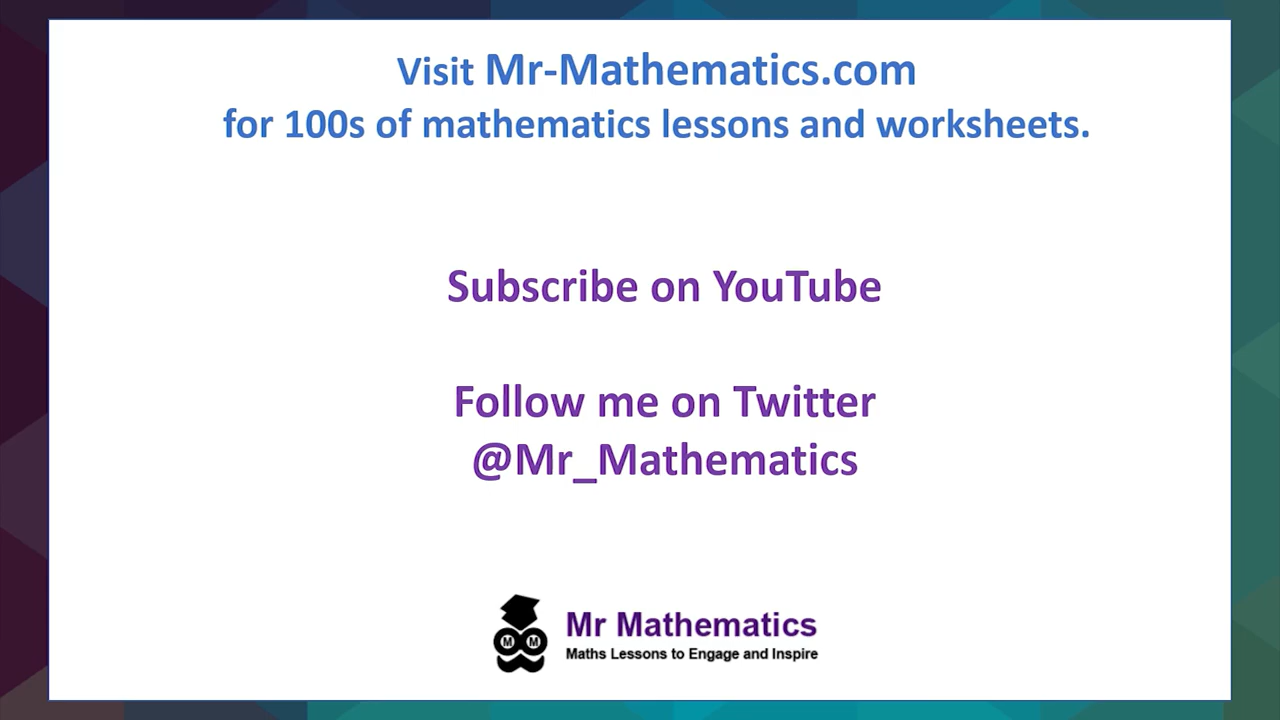 Visit Mr-Mathematics.com
for 100s of mathematics lessons and worksheets.
Subscribe on YouTube
Follow me on Twitter
@Mr_Mathematics
M M
Mr Mathematics
Maths Lessons to Engage and Inspire